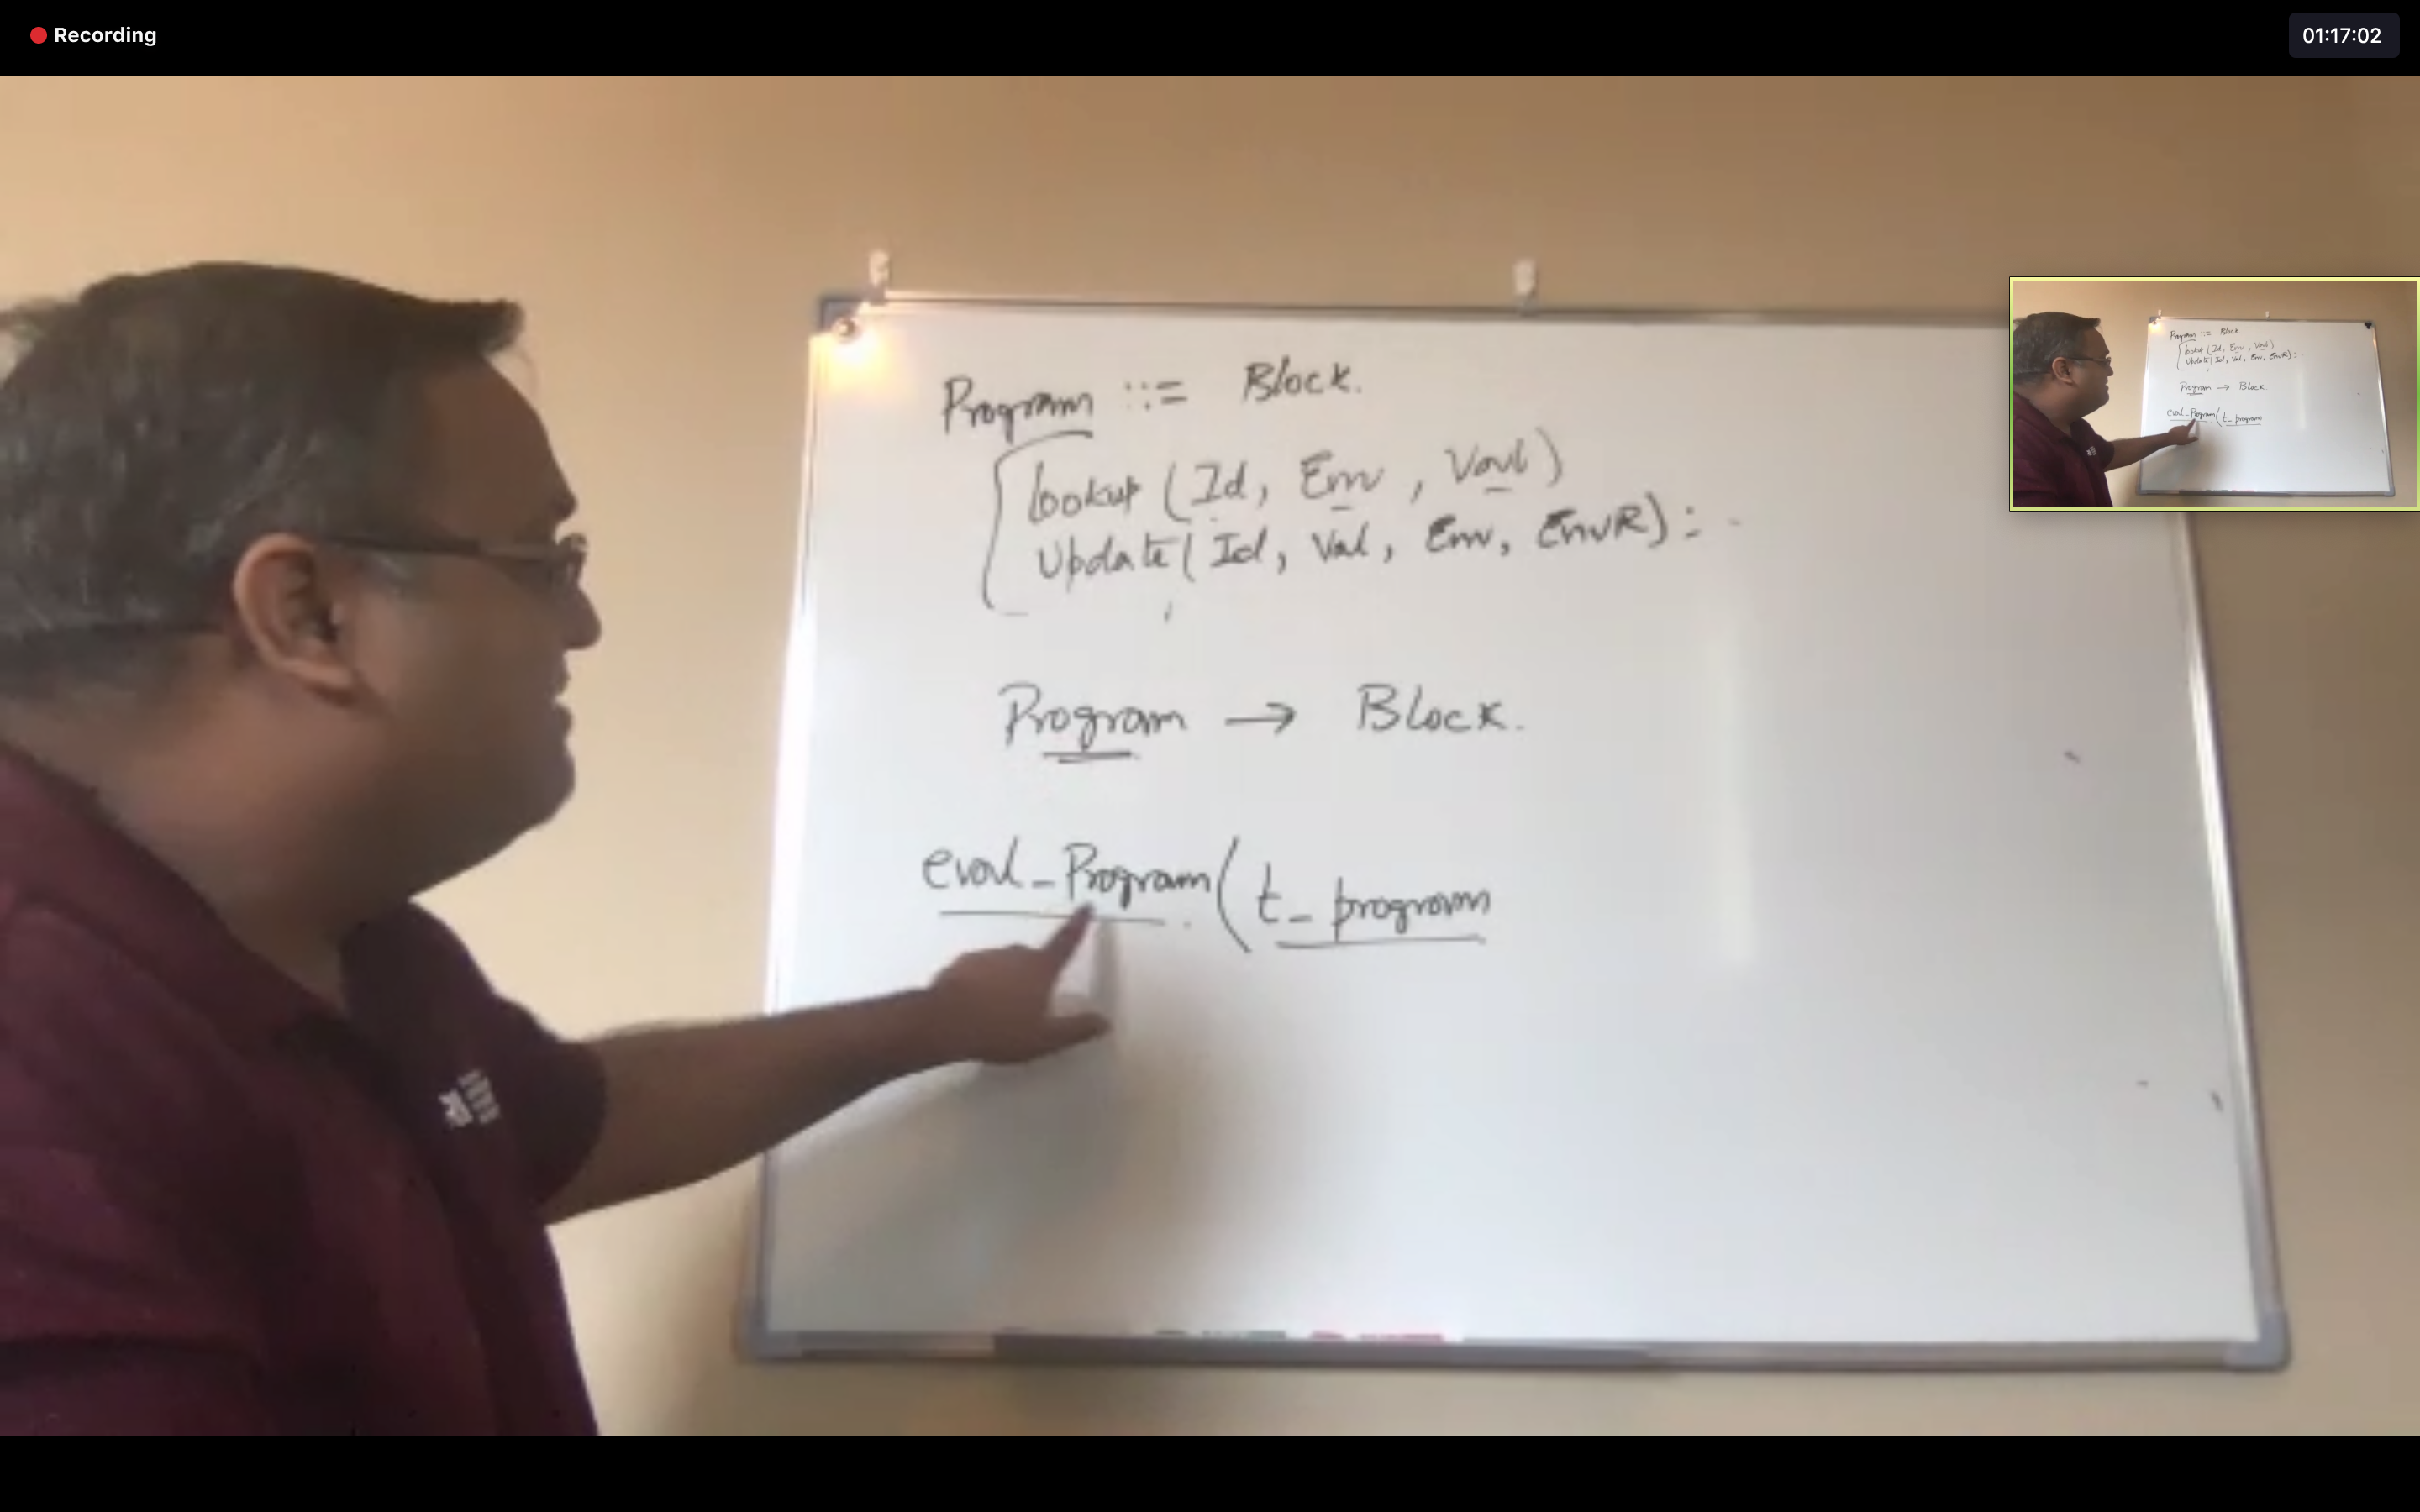 Recording
01:17:02
Program ::= Block.
lookup (Id, Env, Val)
Update(Id, Val, Env, EnvR):-
Program → Block.
eval_Program(t_program